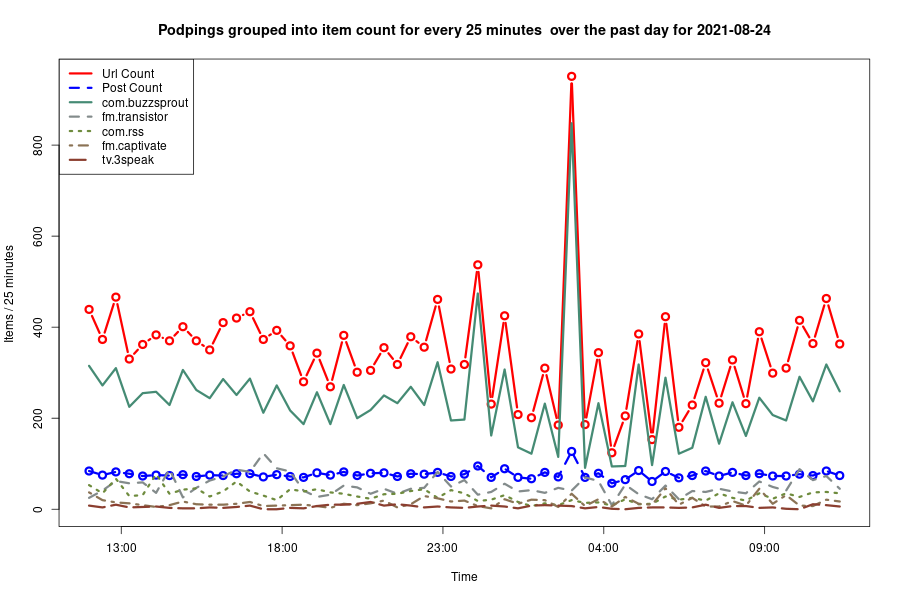 Podpings grouped into item count for every 25 minutes  over the past day for 2021-08-24
Url Count
Post Count
com.buzzsprout
fm.transistor
com.rss
fm.captivate
tv.3speak
Items / 25 minutes
800
600
400
200
0
13:00 18:00 23:00 04:00 09:00
Time